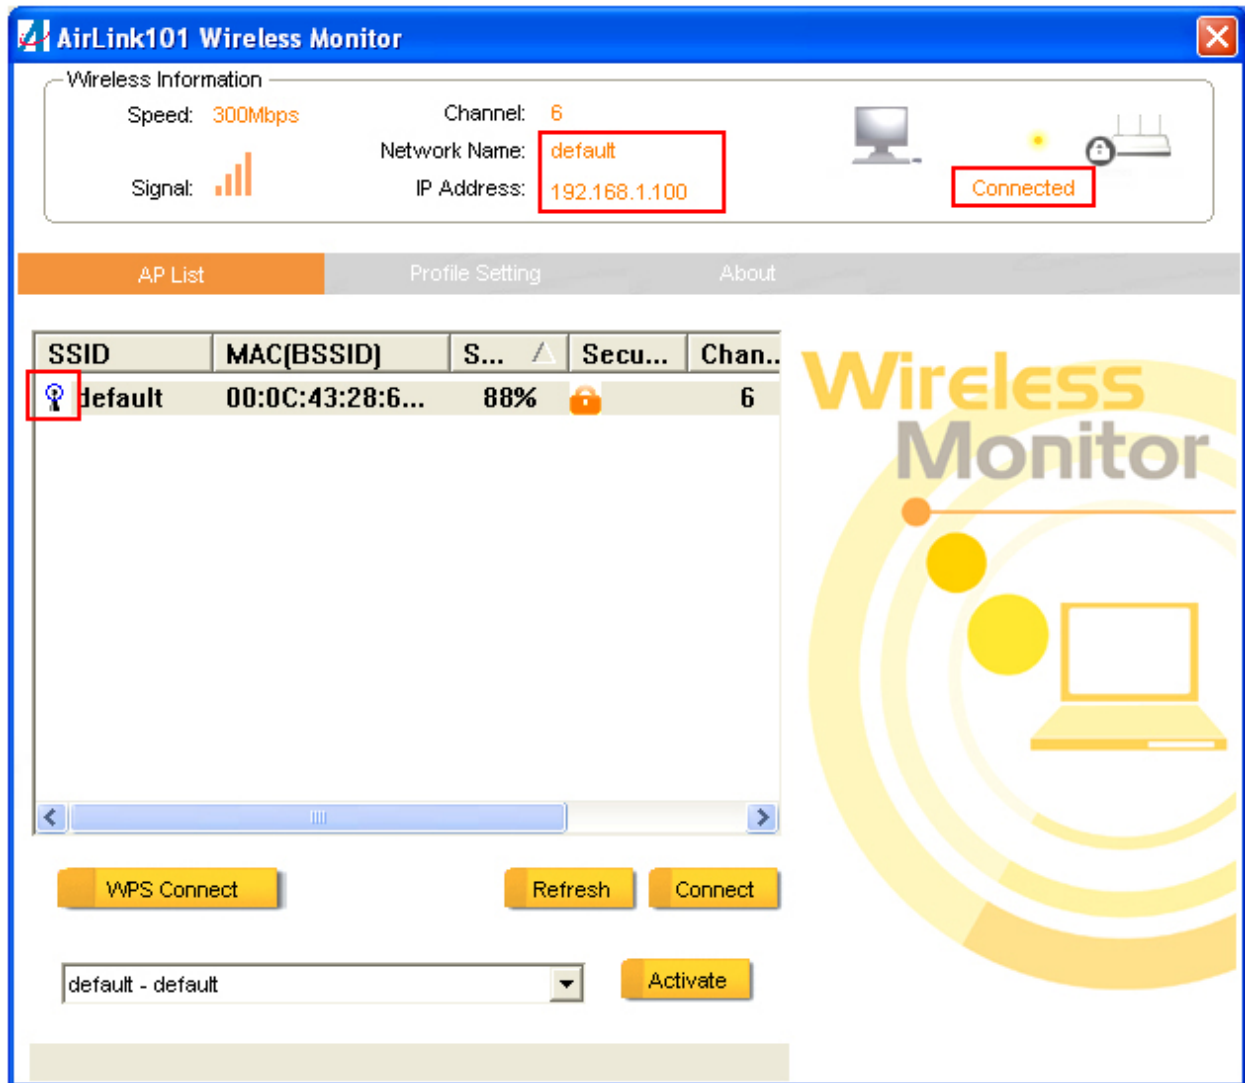 AirLink101 Wireless Monitor
Wireless Information
Speed: 300Mbps
Channel: 6
Network Name: default
Signal:
IP Address: 192.168.1.100
Connected
AP List Profile Setting About
SSID MAC(BSSID) S... Secu... Chan..
default 00:0C:43:28:6... 88% 6
Wireless
Monitor
WPS Connect Refresh Connect
default - default Activate